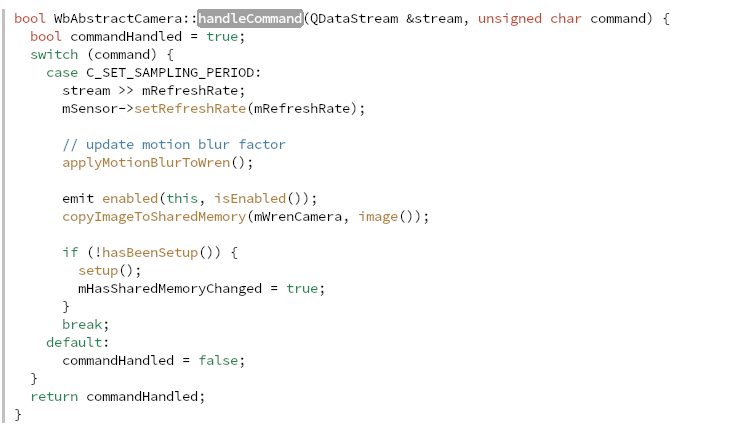 bool WbAbstractCamera::handleCommand(QDataStream &stream, unsigned char command) {
  bool commandHandled = true;
  switch (command) {
    case C_SET_SAMPLING_PERIOD:
      stream >> mRefreshRate;
      mSensor->setRefreshRate(mRefreshRate);

      // update motion blur factor
      applyMotionBlurToWren();

      emit enabled(this, isEnabled());
      copyImageToSharedMemory(mWrenCamera, image());

      if (!hasBeenSetup()) {
        setup();
        mHasSharedMemoryChanged = true;
      }
      break;
    default:
      commandHandled = false;
  }
  return commandHandled;
}